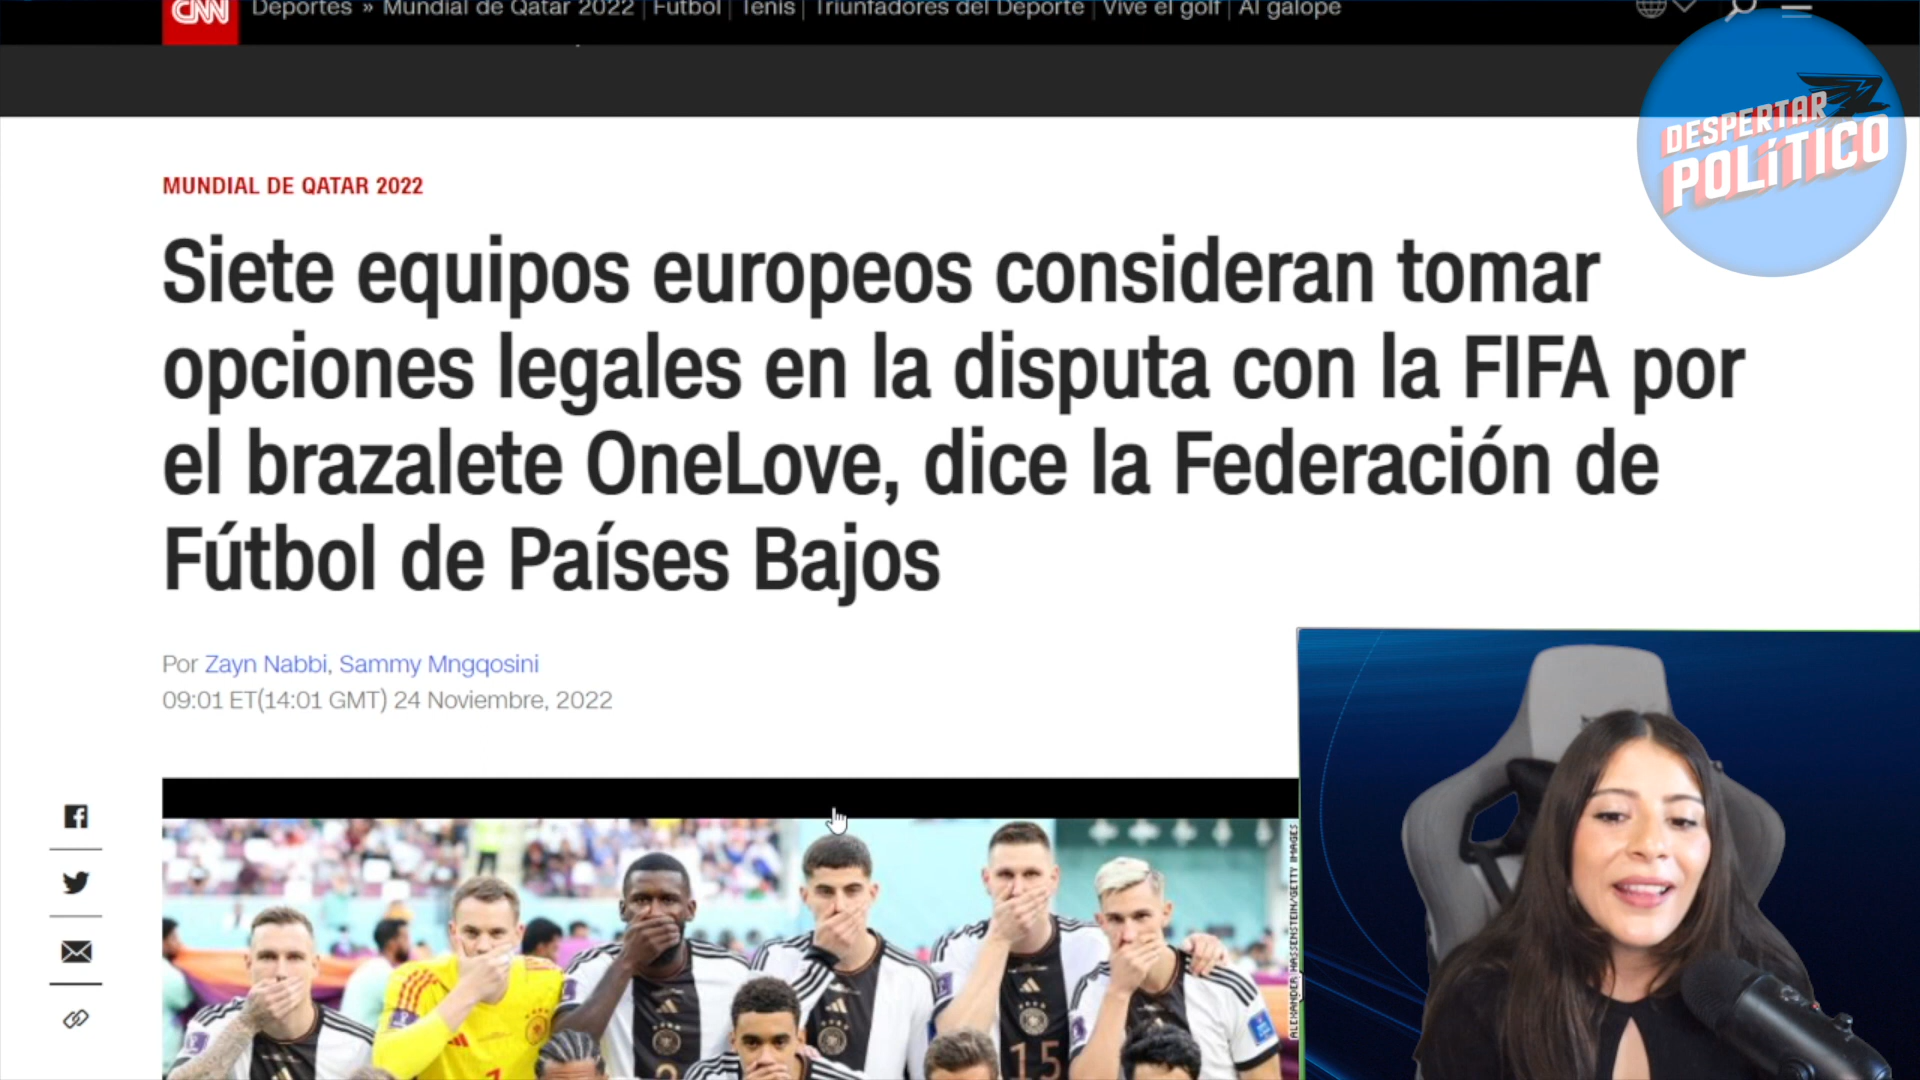 CNN
Deportes » Mundial de Qatar 2022 | Fútbol | Tenis | Triunfadores del Deporte | Vive el golf | Al galope
DESPERTAR
POLÍTICO
MUNDIAL DE QATAR 2022
Siete equipos europeos consideran tomar
opciones legales en la disputa con la FIFA por
el brazalete OneLove, dice la Federación de
Fútbol de Países Bajos
Por Zayn Nabbi, Sammy Mngqosini
09:01 ET(14:01 GMT) 24 Noviembre, 2022
ALEXANDER HASSENSTEIN/GETTY IMAGES
15